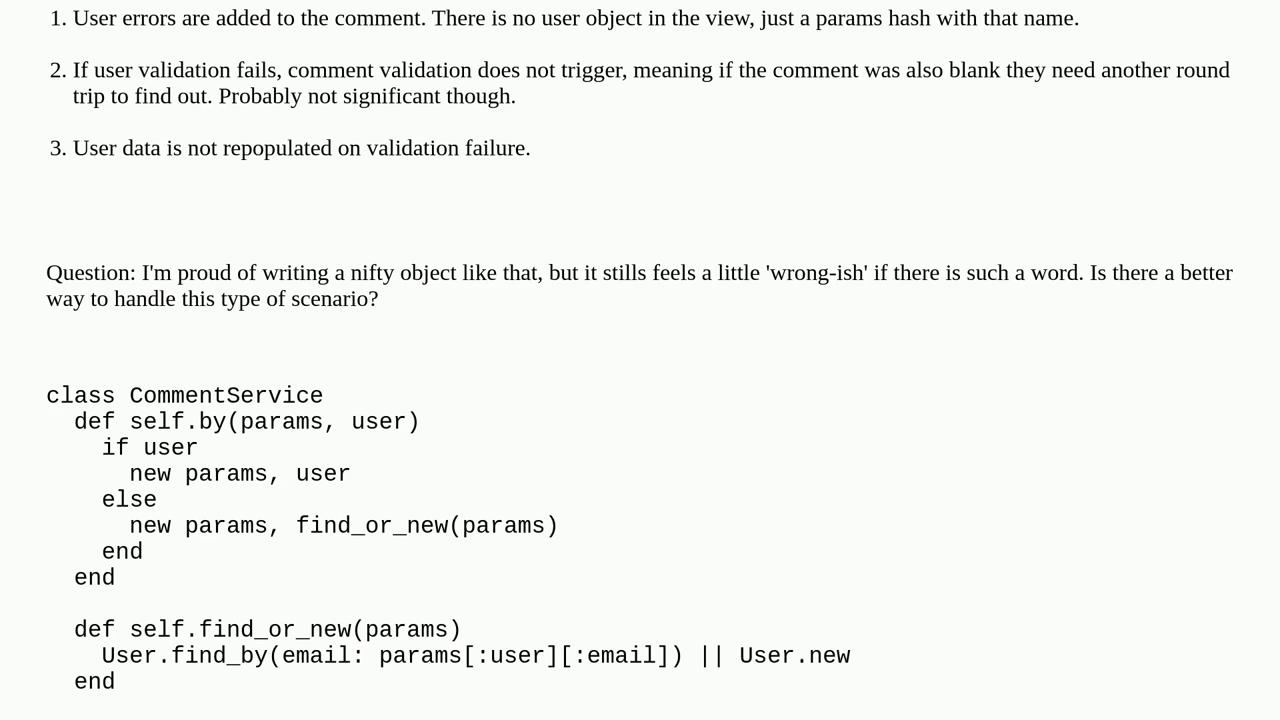 1. User errors are added to the comment. There is no user object in the view, just a params hash with that name.
2. If user validation fails, comment validation does not trigger, meaning if the comment was also blank they need another round
trip to find out. Probably not significant though.
3. User data is not repopulated on validation failure.
Question: I'm proud of writing a nifty object like that, but it stills feels a little 'wrong-ish' if there is such a word. Is there a better
way to handle this type of scenario?
class CommentService
  def self.by(params, user)
    if user
      new params, user
    else
      new params, find_or_new(params)
    end
  end
  def self.find_or_new(params)
    User.find_by(email: params[:user][:email]) || User.new
  end